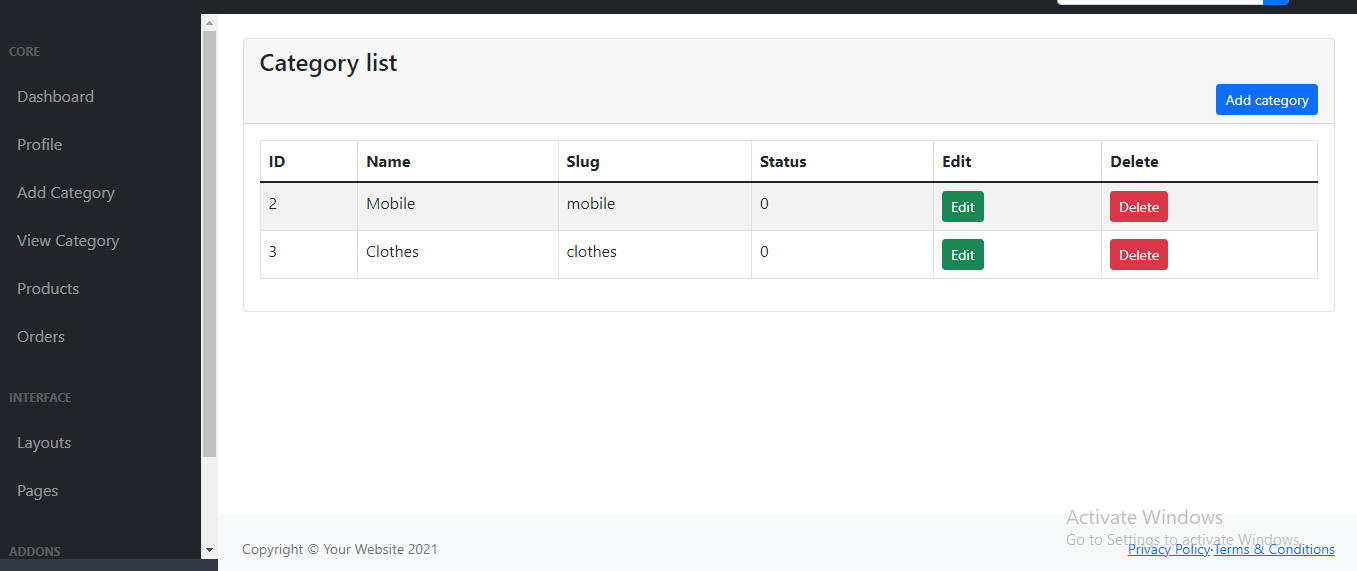 CORE
Dashboard
Profile
Add Category
View Category
Products
Orders
INTERFACE
Layouts
Pages
ADDONS
Category list
Add category
ID Name Slug Status Edit Delete
2 Mobile mobile 0 Edit Delete
3 Clothes clothes 0 Edit Delete
Activate Windows
Go to Settings to activate Windows.
Copyright © Your Website 2021
Privacy Policy·Terms & Conditions